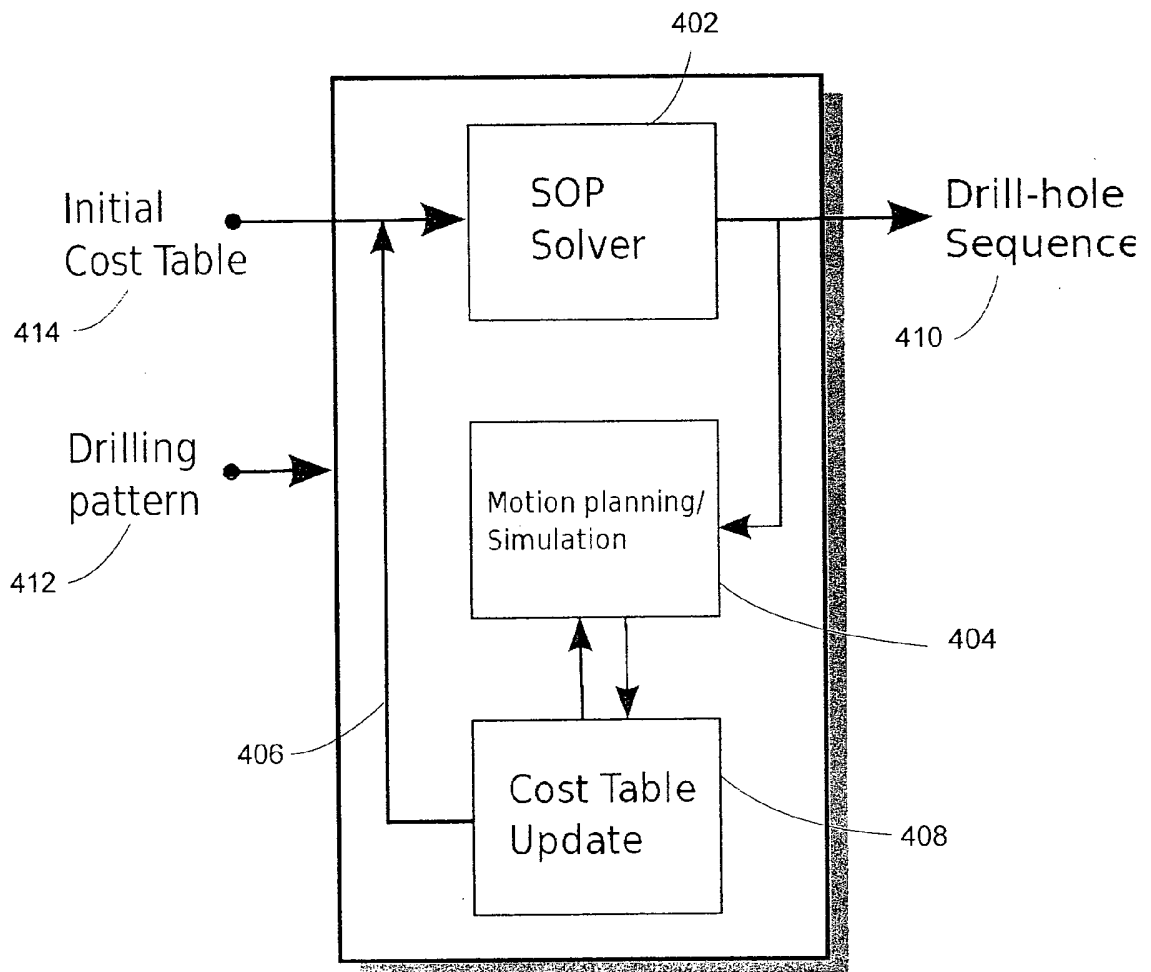 402
SOP
Solver
Initial
Cost Table
414
Drill-hole
Sequence
410
Drilling
pattern
412
Motion planning/
Simulation
404
406
Cost Table
Update
408